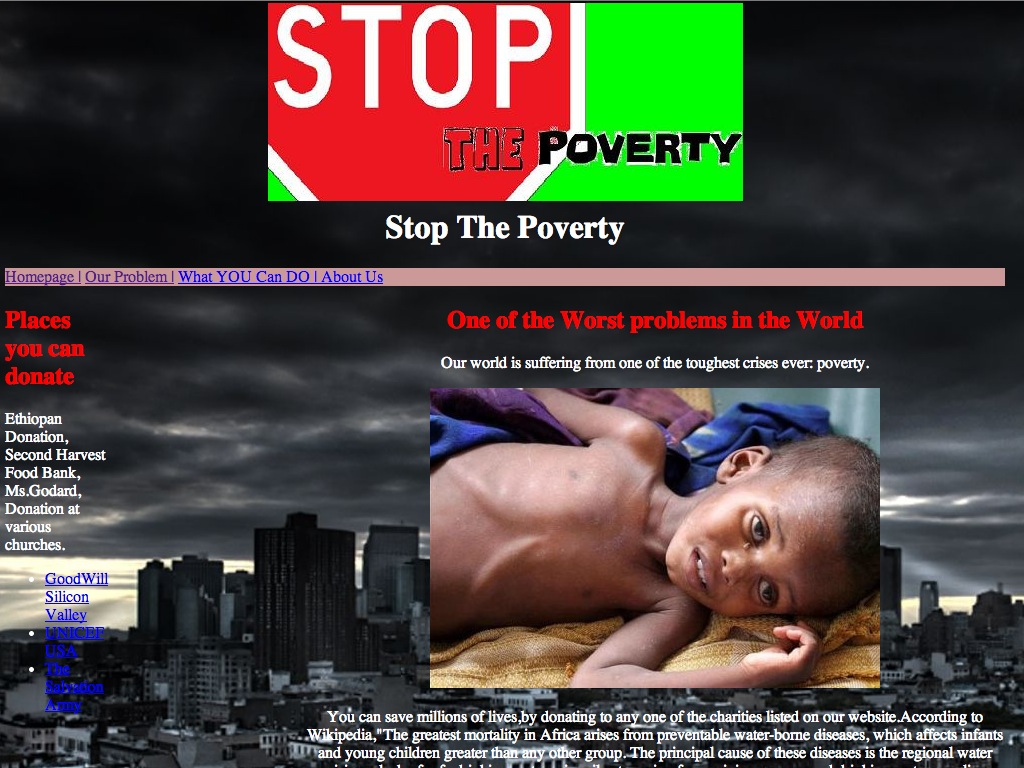 STOP
THE POVERTY
Stop The Poverty
Homepage | Our Problem | What YOU Can DO | About Us
Places
you can
donate
Ethiopan
Donation,
Second Harvest
Food Bank,
Ms.Godard,
Donation at
various
churches.
GoodWill
Silicon
Valley
UNICEF
USA
The
Salvation
Army
One of the Worst problems in the World
Our world is suffering from one of the toughest crises ever: poverty.
You can save millions of lives,by donating to any one of the charities listed on our website.According to
Wikipedia,"The greatest mortality in Africa arises from preventable water-borne diseases, which affects infants
and young children greater than any other group. The principal cause of these diseases is the regional water